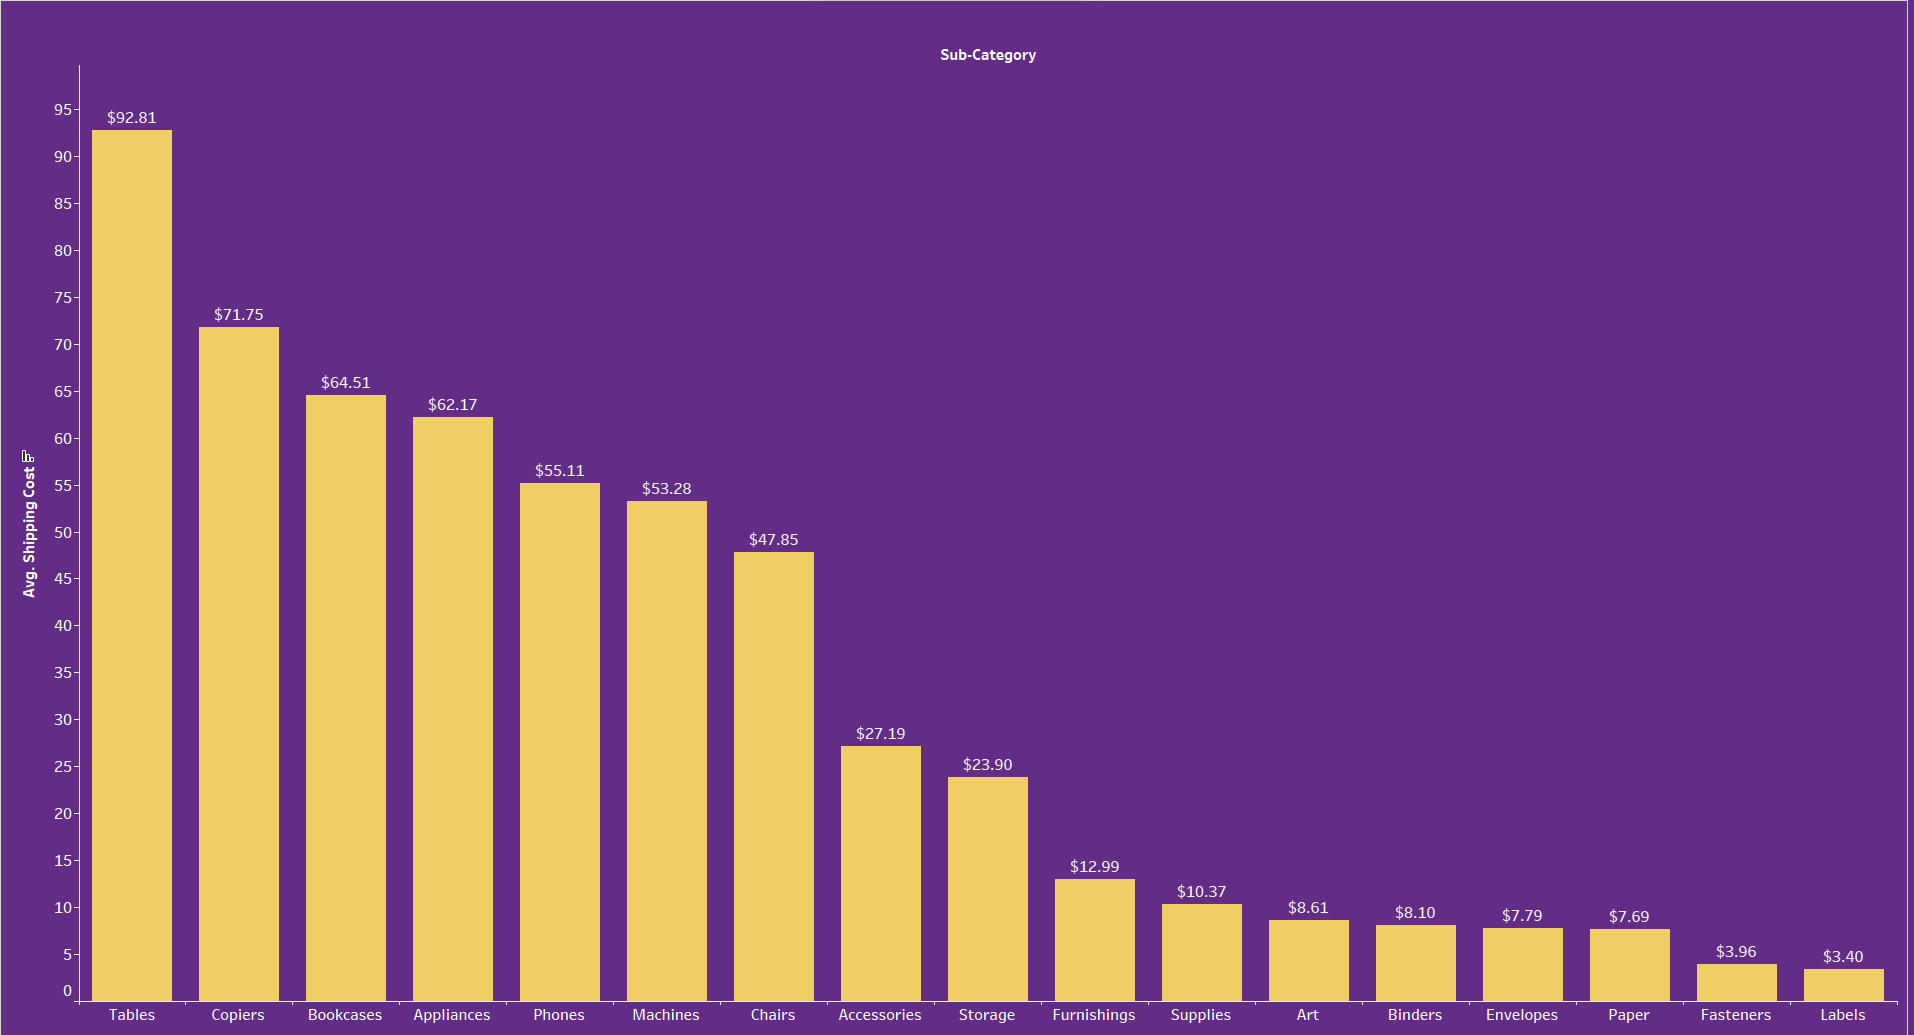 Sub-Category
Avg. Shipping Cost
95
90
85
80
75
70
65
60
55
50
45
40
35
30
25
20
15
10
5
0
$92.81
$71.75
$64.51
$62.17
$55.11
$53.28
$47.85
$27.19
$23.90
$12.99
$10.37
$8.61
$8.10
$7.79
$7.69
$3.96
$3.40
Tables
Copiers
Bookcases
Appliances
Phones
Machines
Chairs
Accessories
Storage
Furnishings
Supplies
Art
Binders
Envelopes
Paper
Fasteners
Labels